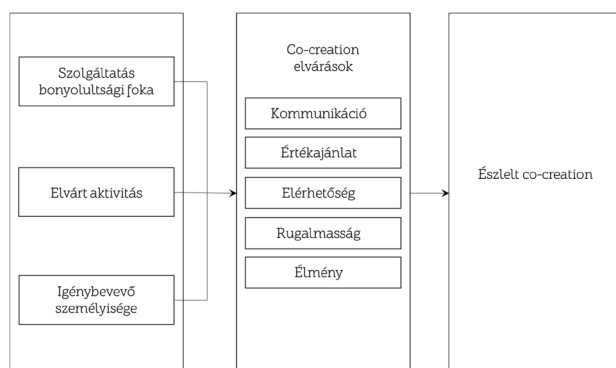 Szolgáltatás
bonyolultsági foka
Elvárt aktivitás
Igénybevevő
személyisége
Co-creation
elvárások
Kommunikáció
Értékajánlat
Elérhetőség
Rugalmasság
Élmény
Észlelt co-creation